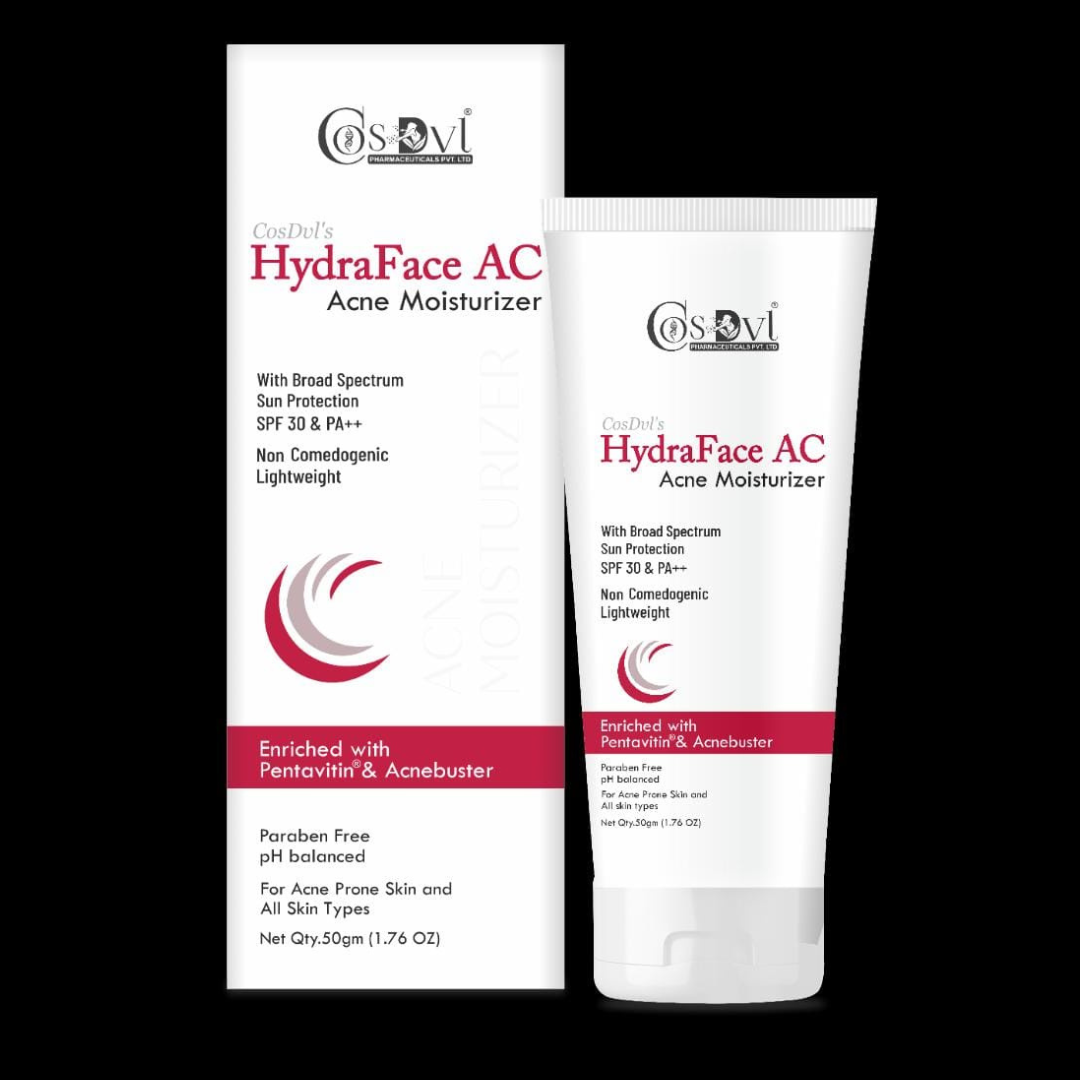 CosDvl®
PHARMACEUTICALS PVT. LTD
CosDvl's
HydraFace AC
Acne Moisturizer
With Broad Spectrum
Sun Protection
SPF 30 & PA++
Non Comedogenic
Lightweight
ACNE
MOISTURIZER
Enriched with
Pentavitin®& Acnebuster
Paraben Free
pH balanced
For Acne Prone Skin and
All Skin Types
Net Qty.50gm (1.76 OZ)
CosDvl®
PHARMACEUTICALS PVT. LTD
CosDvl's
HydraFace AC
Acne Moisturizer
With Broad Spectrum
Sun Protection
SPF 30 & PA++
Non Comedogenic
Lightweight
Enriched with
Pentavitin®& Acnebuster
Paraben Free
pH balanced
For Acne Prone Skin and
All skin types
Net Qty.50gm (1.76 OZ)